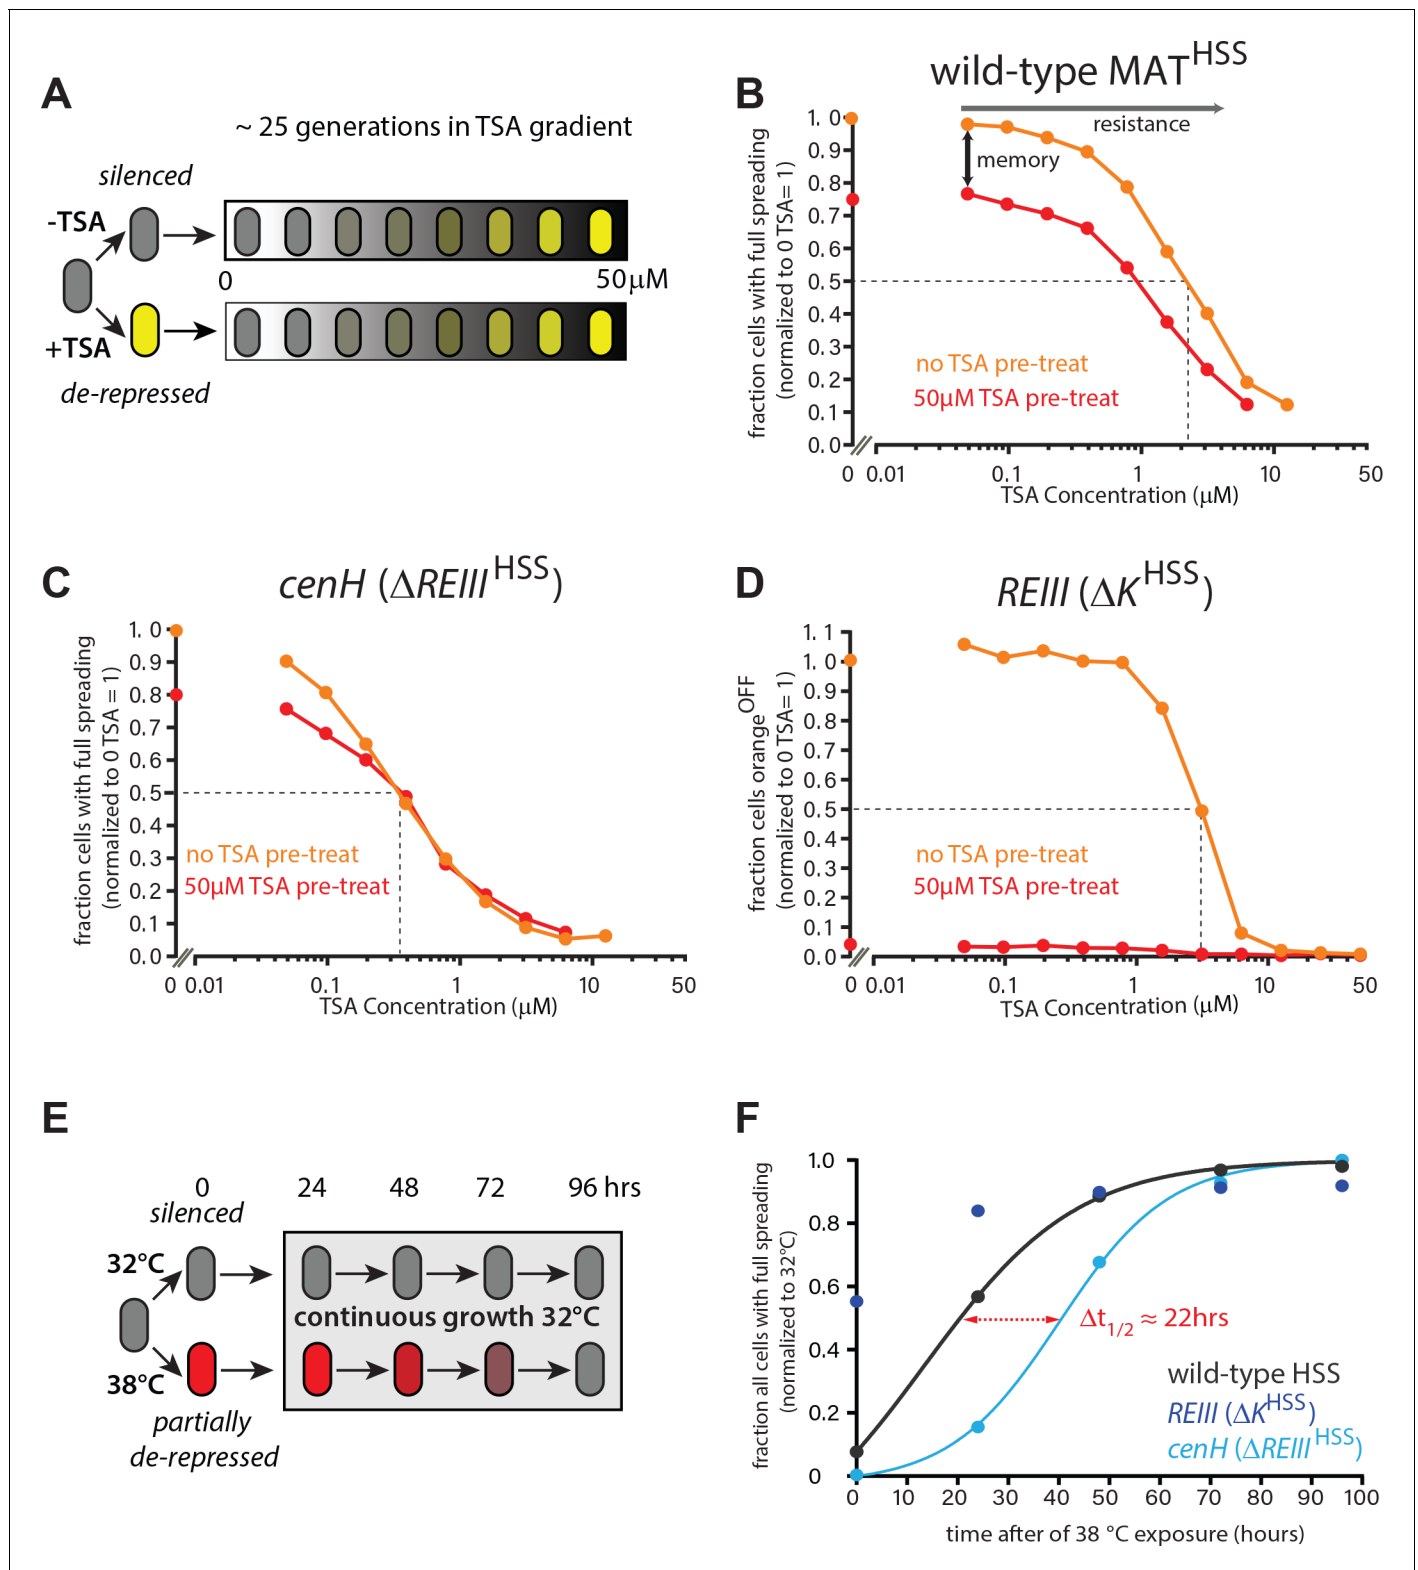 A
~ 25 generations in TSA gradient
silenced
-TSA
0
50μM
+TSA
de-repressed
B
wild-type MAT^HSS
resistance
memory
fraction cells with full spreading
(normalized to 0 TSA= 1)
1. 0
0.9
0.8
0.7
0.6
0.5
0.4
0.3
0.2
0.1
0.0
no TSA pre-treat
50μM TSA pre-treat
0 0.01 0.1 1 10 50
TSA Concentration (μM)
C
cenH (ΔREIII^HSS)
fraction cells with full spreading
(normalized to 0 TSA = 1)
1. 0
0.9
0.8
0.7
0.6
0.5
0.4
0.3
0.2
0.1
0.0
no TSA pre-treat
50μM TSA pre-treat
0 0.01 0.1 1 10 50
TSA Concentration (μM)
D
REIII (ΔK^HSS)
fraction cells orange^OFF
(normalized to 0 TSA= 1)
1. 1
1. 0
0.9
0.8
0.7
0.6
0.5
0.4
0.3
0.2
0.1
0.0
no TSA pre-treat
50μM TSA pre-treat
0 0.01 0.1 1 10 50
TSA Concentration (μM)
E
0 24 48 72 96 hrs
silenced
32°C
continuous growth 32°C
38°C
partially
de-repressed
F
fraction all cells with full spreading
(normalized to 32°C)
1.0
0.8
0.6
0.4
0.2
0
Δt1/2 ≈ 22hrs
wild-type HSS
REIII (ΔK^HSS)
cenH (ΔREIII^HSS)
0 10 20 30 40 50 60 70 80 90 100
time after of 38 °C exposure (hours)